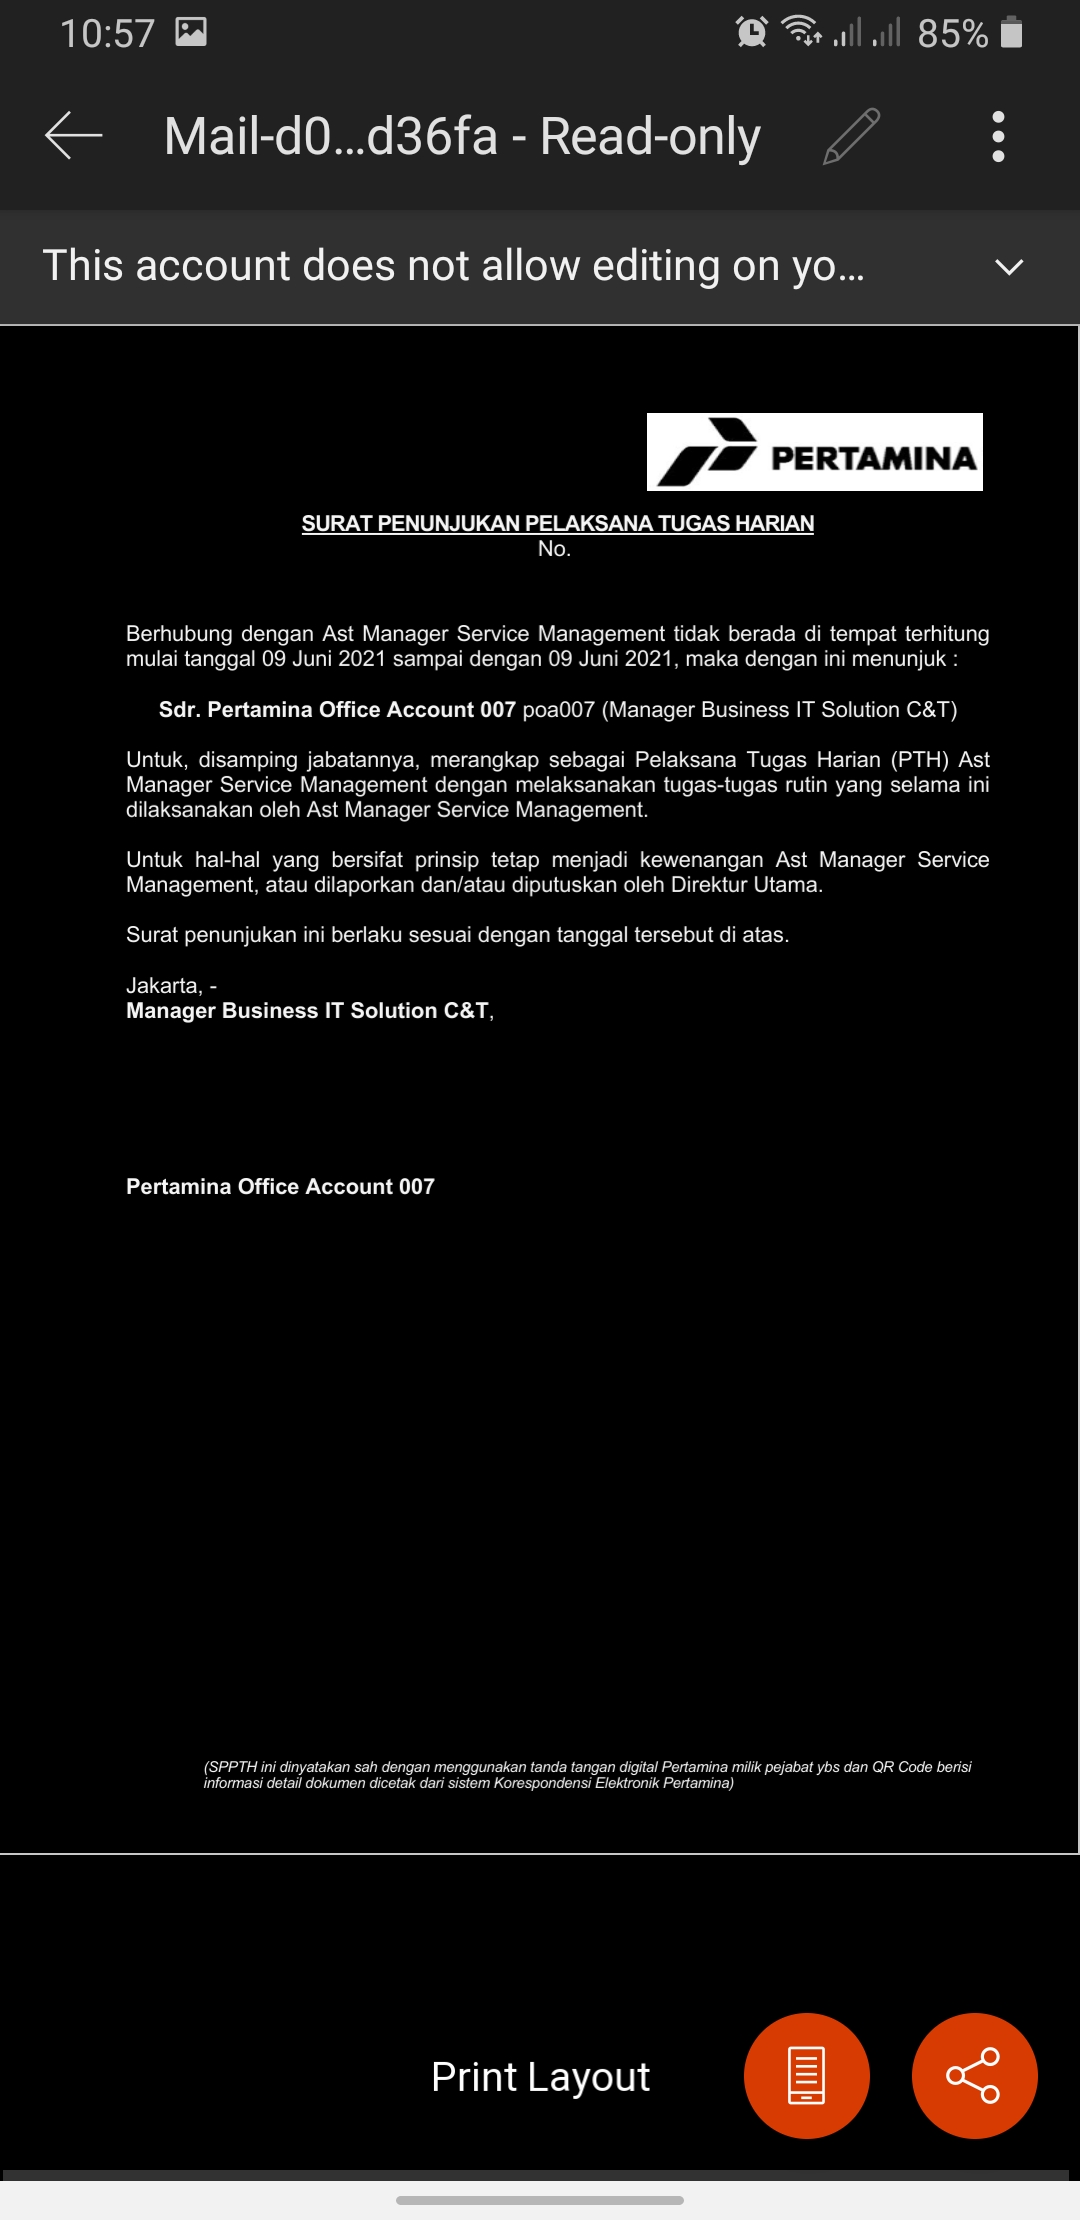 10:57 85%
Mail-d0...d36fa - Read-only
This account does not allow editing on yo...
PERTAMINA
SURAT PENUNJUKAN PELAKSANA TUGAS HARIAN
No.
Berhubung dengan Ast Manager Service Management tidak berada di tempat terhitung
mulai tanggal 09 Juni 2021 sampai dengan 09 Juni 2021, maka dengan ini menunjuk :
Sdr. Pertamina Office Account 007 poa007 (Manager Business IT Solution C&T)
Untuk, disamping jabatannya, merangkap sebagai Pelaksana Tugas Harian (PTH) Ast
Manager Service Management dengan melaksanakan tugas-tugas rutin yang selama ini
dilaksanakan oleh Ast Manager Service Management.
Untuk hal-hal yang bersifat prinsip tetap menjadi kewenangan Ast Manager Service
Management, atau dilaporkan dan/atau diputuskan oleh Direktur Utama.
Surat penunjukan ini berlaku sesuai dengan tanggal tersebut di atas.
Jakarta, -
Manager Business IT Solution C&T,
Pertamina Office Account 007
(SPPTH ini dinyatakan sah dengan menggunakan tanda tangan digital Pertamina milik pejabat ybs dan QR Code berisi
informasi detail dokumen dicetak dari sistem Korespondensi Elektronik Pertamina)
Print Layout